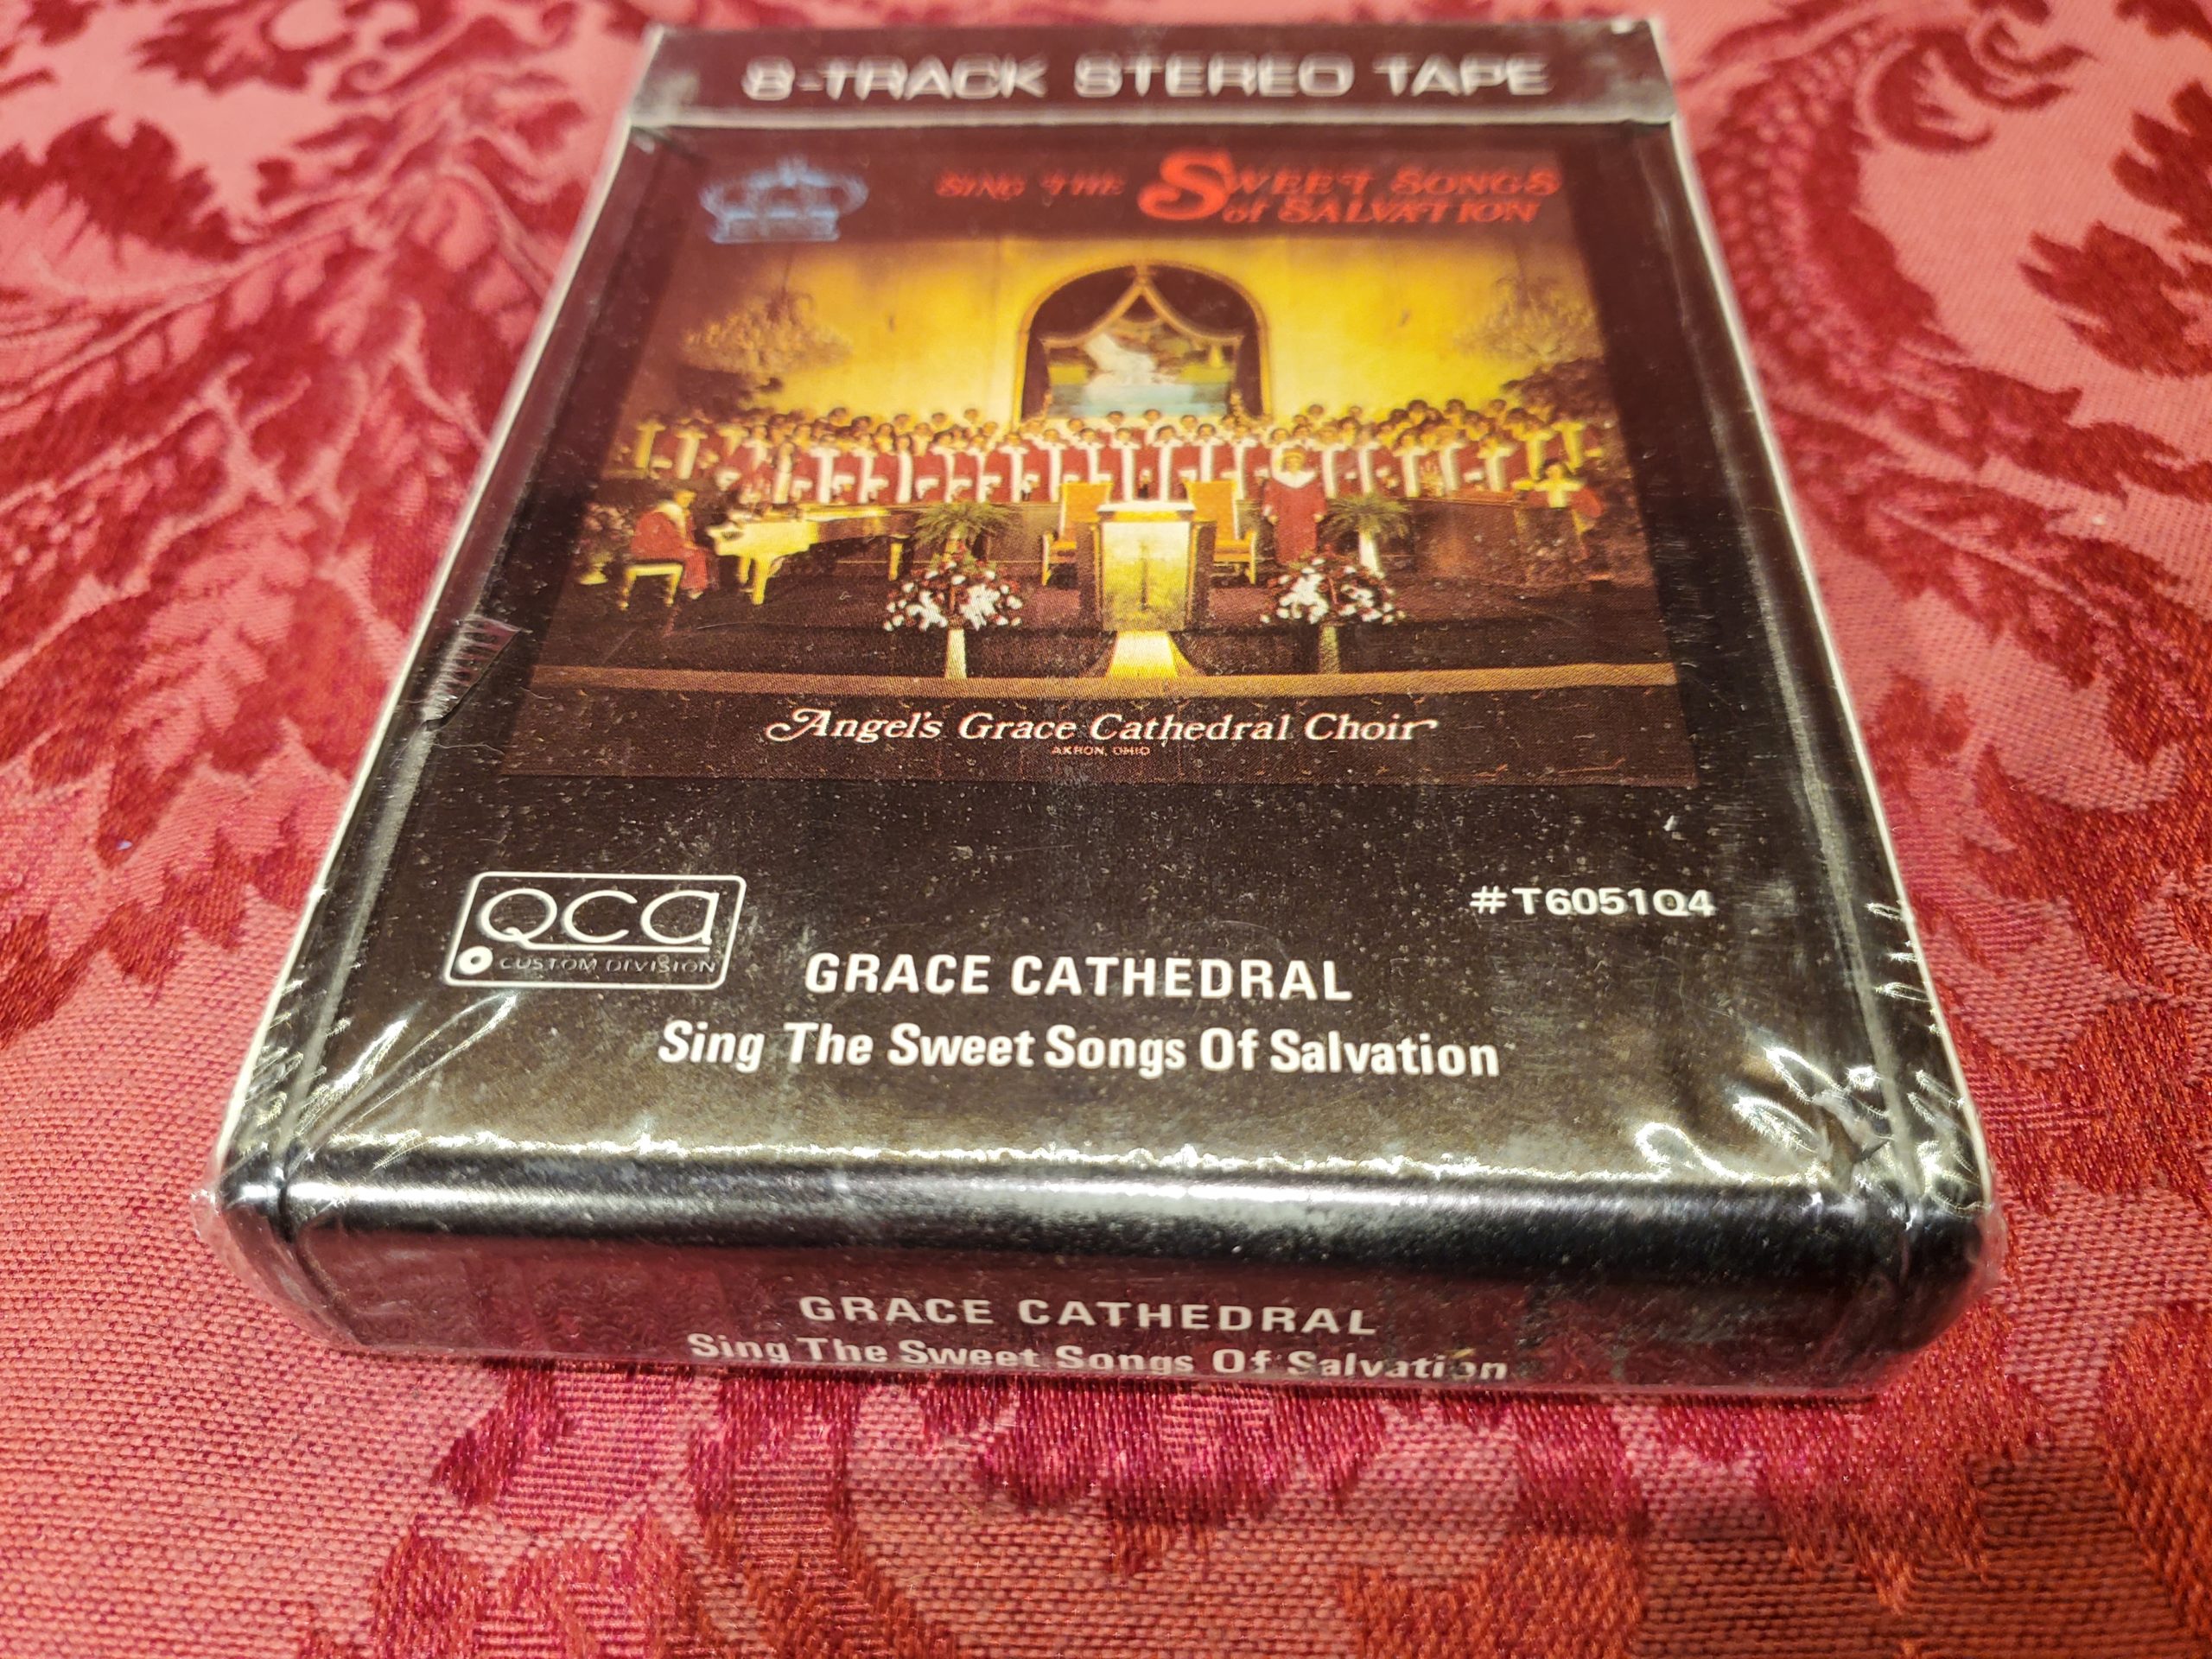 8-TRACK STEREO TAPE
SING THE SWEET SONGS
of SALVATION
Angel's Grace Cathedral Choir
AKRON, OHIO
QCA
CUSTOM DIVISION
#T6051Q4
GRACE CATHEDRAL
Sing The Sweet Songs Of Salvation
GRACE CATHEDRAL
Sing The Sweet Songs Of Salvation